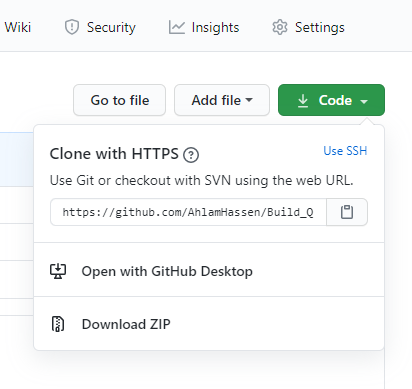 Wiki Security Insights Settings
Go to file Add file Code
Clone with HTTPS Use SSH
Use Git or checkout with SVN using the web URL.
https://github.com/AhlamHassen/Build_Q
Open with GitHub Desktop
Download ZIP